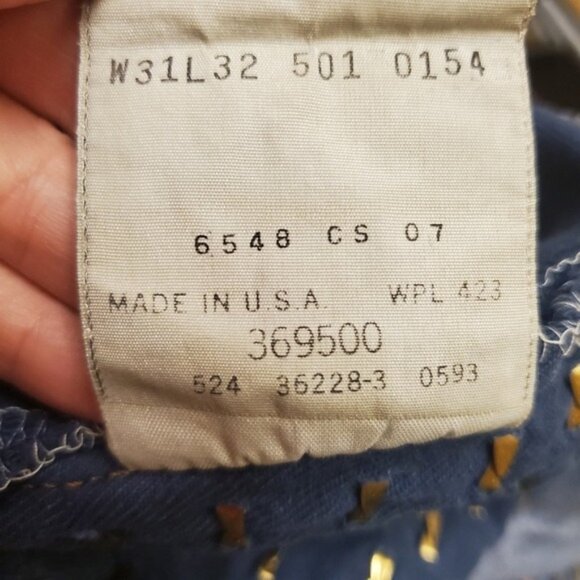 W31L32 501 0154
6548 CS 07
MADE IN U.S.A. WPL 423
369500
524 36228-3 0593